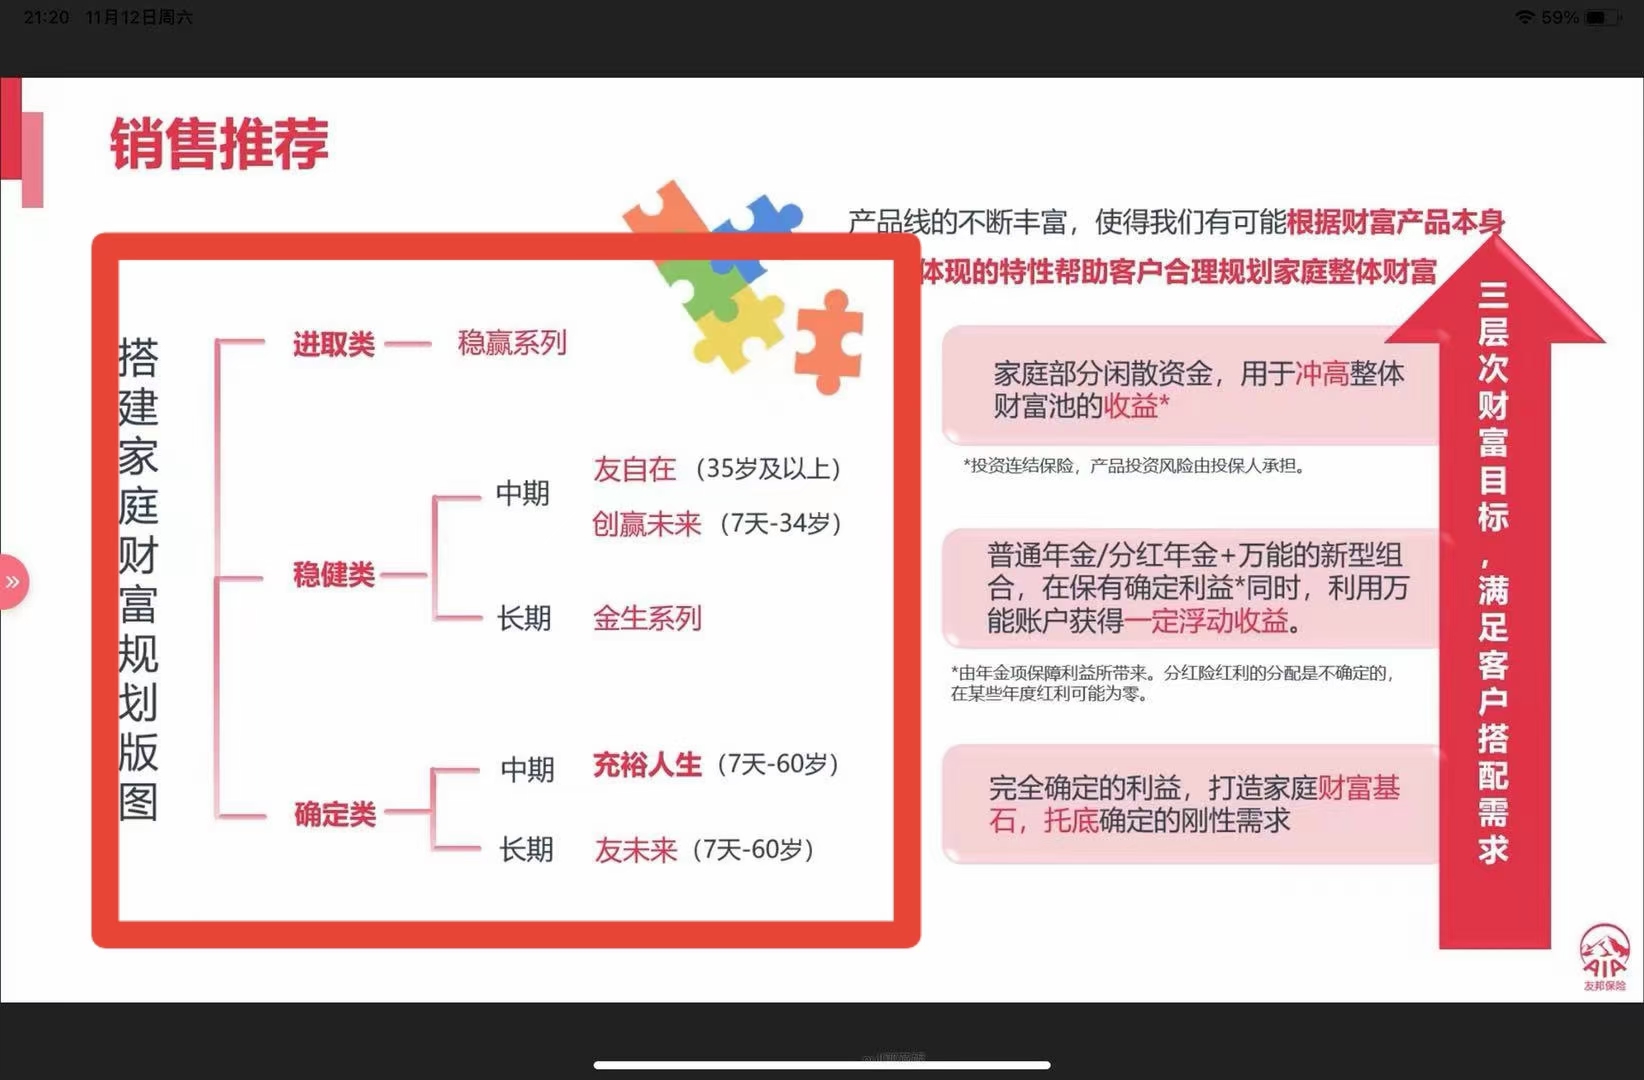 21:20 11月12日周六
59%
销售推荐
产品线的不断丰富，使得我们有可能根据财富产品本身
体现的特性帮助客户合理规划家庭整体财富
搭建家庭财富规划版图
进取类
稳赢系列
稳健类
中期
友自在（35岁及以上）
创赢未来（7天-34岁）
长期
金生系列
确定类
中期
充裕人生（7天-60岁）
长期
友未来（7天-60岁）
家庭部分闲散资金，用于冲高整体
财富池的收益*
*投资连结保险，产品投资风险由投保人承担。
普通年金/分红年金+万能的新型组
合，在保有确定利益*同时，利用万
能账户获得一定浮动收益。
*由年金项保障利益所带来。分红险红利的分配是不确定的，
在某些年度红利可能为零。
完全确定的利益，打造家庭财富基
石，托底确定的刚性需求
三层次财富目标，满足客户搭配需求
AIA
友邦保险